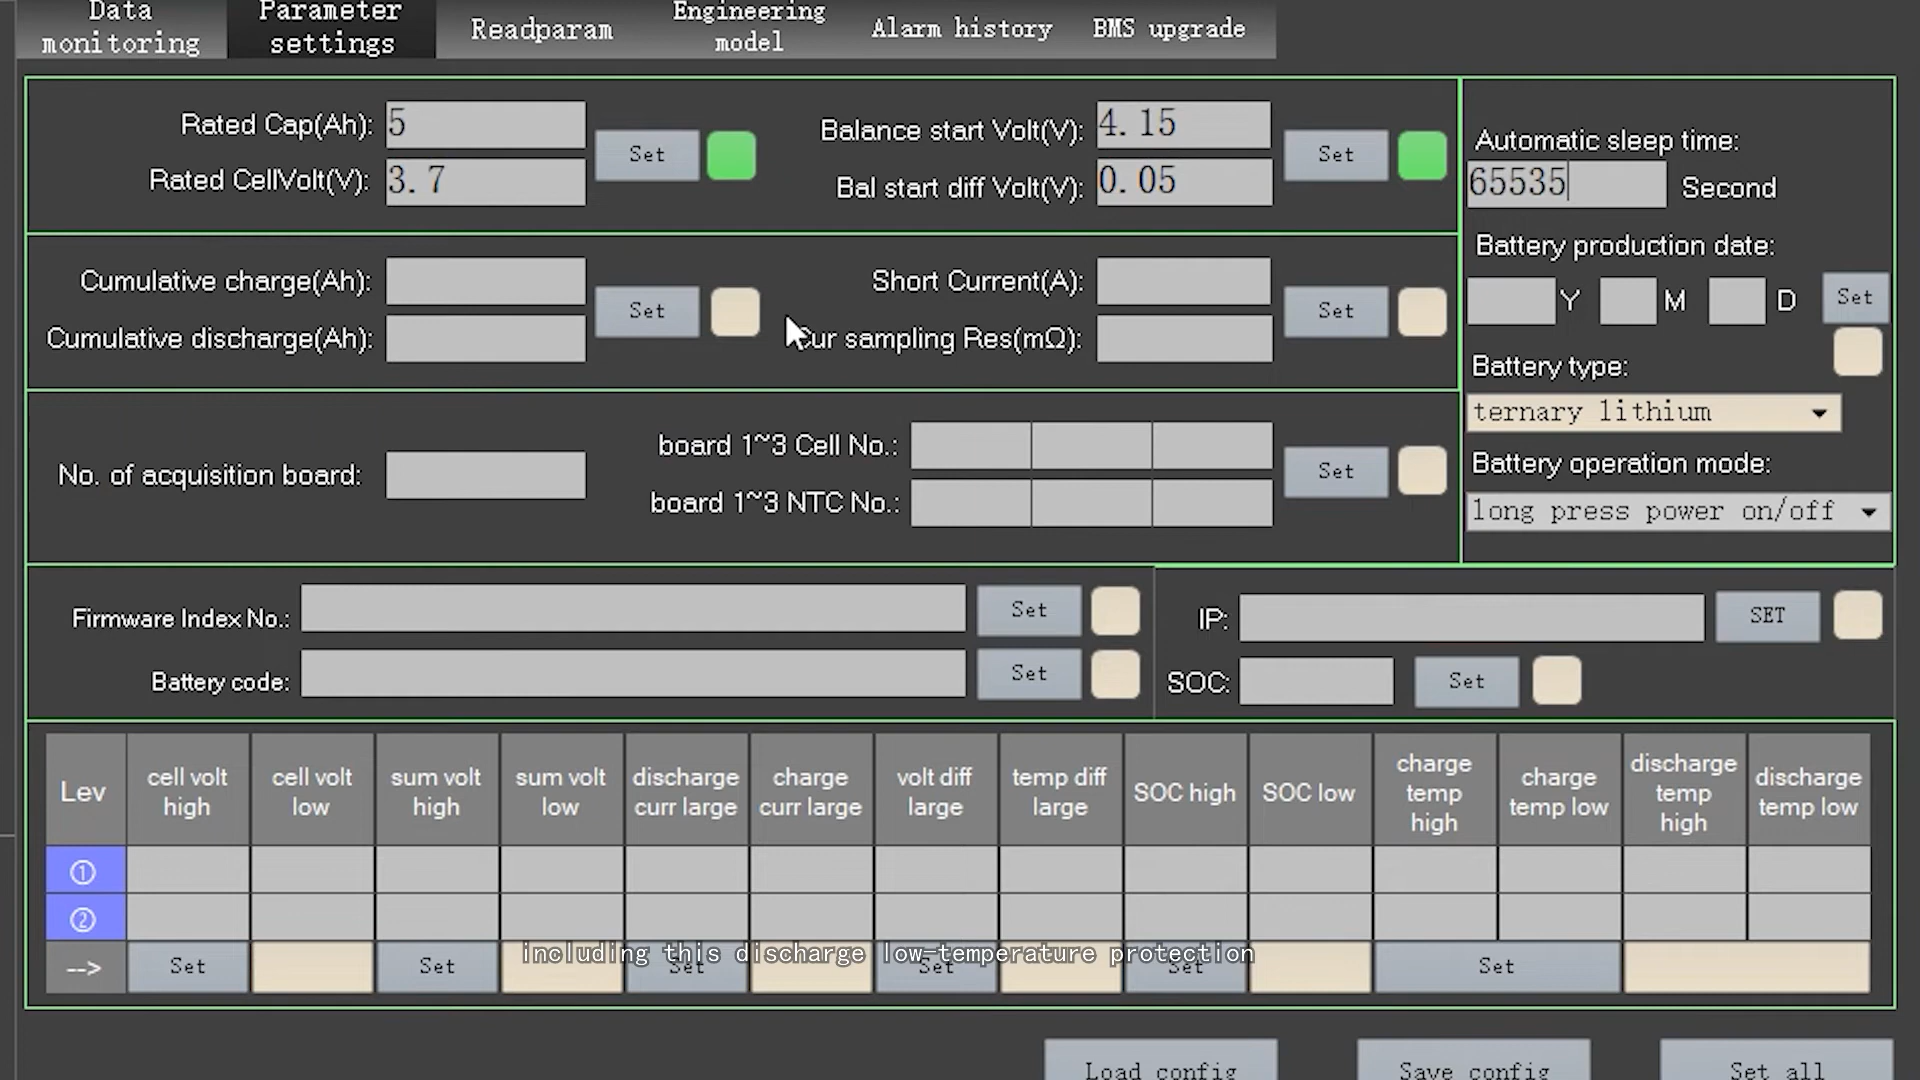 Data monitoring
Parameter settings
Readparam
Engineering model
Alarm history
BMS upgrade
Rated Cap(Ah): 5
Rated CellVolt(V): 3.7
Set
Balance start Volt(V): 4.15
Bal start diff Volt(V): 0.05
Set
Automatic sleep time:
65535 Second
Battery production date:
Y M D Set
Battery type:
ternary lithium
Battery operation mode:
long press power on/off
Cumulative charge(Ah):
Cumulative discharge(Ah):
Set
Short Current(A):
Cur sampling Res(mΩ):
Set
No. of acquisition board:
board 1~3 Cell No.:
board 1~3 NTC No.:
Set
Firmware Index No.: Set
Battery code: Set
IP: SET
SOC: Set
Lev
cell volt high
cell volt low
sum volt high
sum volt low
discharge curr large
charge curr large
volt diff large
temp diff large
SOC high
SOC low
charge temp high
charge temp low
discharge temp high
discharge temp low
①
②
--> Set Set Set Set Set Set
including this discharge low-temperature protection
Load config
Save config
Set all